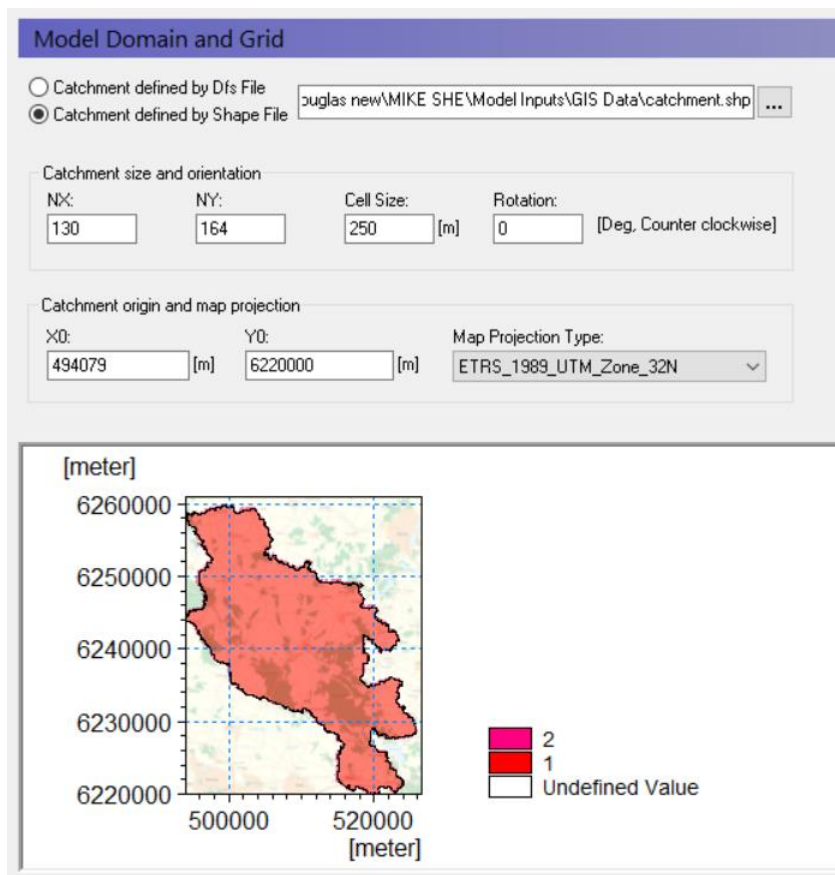 Model Domain and Grid
Catchment defined by Dfs File
Catchment defined by Shape File
ouglas new\MIKE SHE\Model Inputs\GIS Data\catchment.shp ...
Catchment size and orientation
NX: NY: Cell Size: Rotation:
130 164 250 [m] 0 [Deg, Counter clockwise]
Catchment origin and map projection
X0: Y0: Map Projection Type:
494079 [m] 6220000 [m] ETRS_1989_UTM_Zone_32N
[meter]
6260000
6250000
6240000
6230000
6220000
500000 520000
[meter]
2
1
Undefined Value